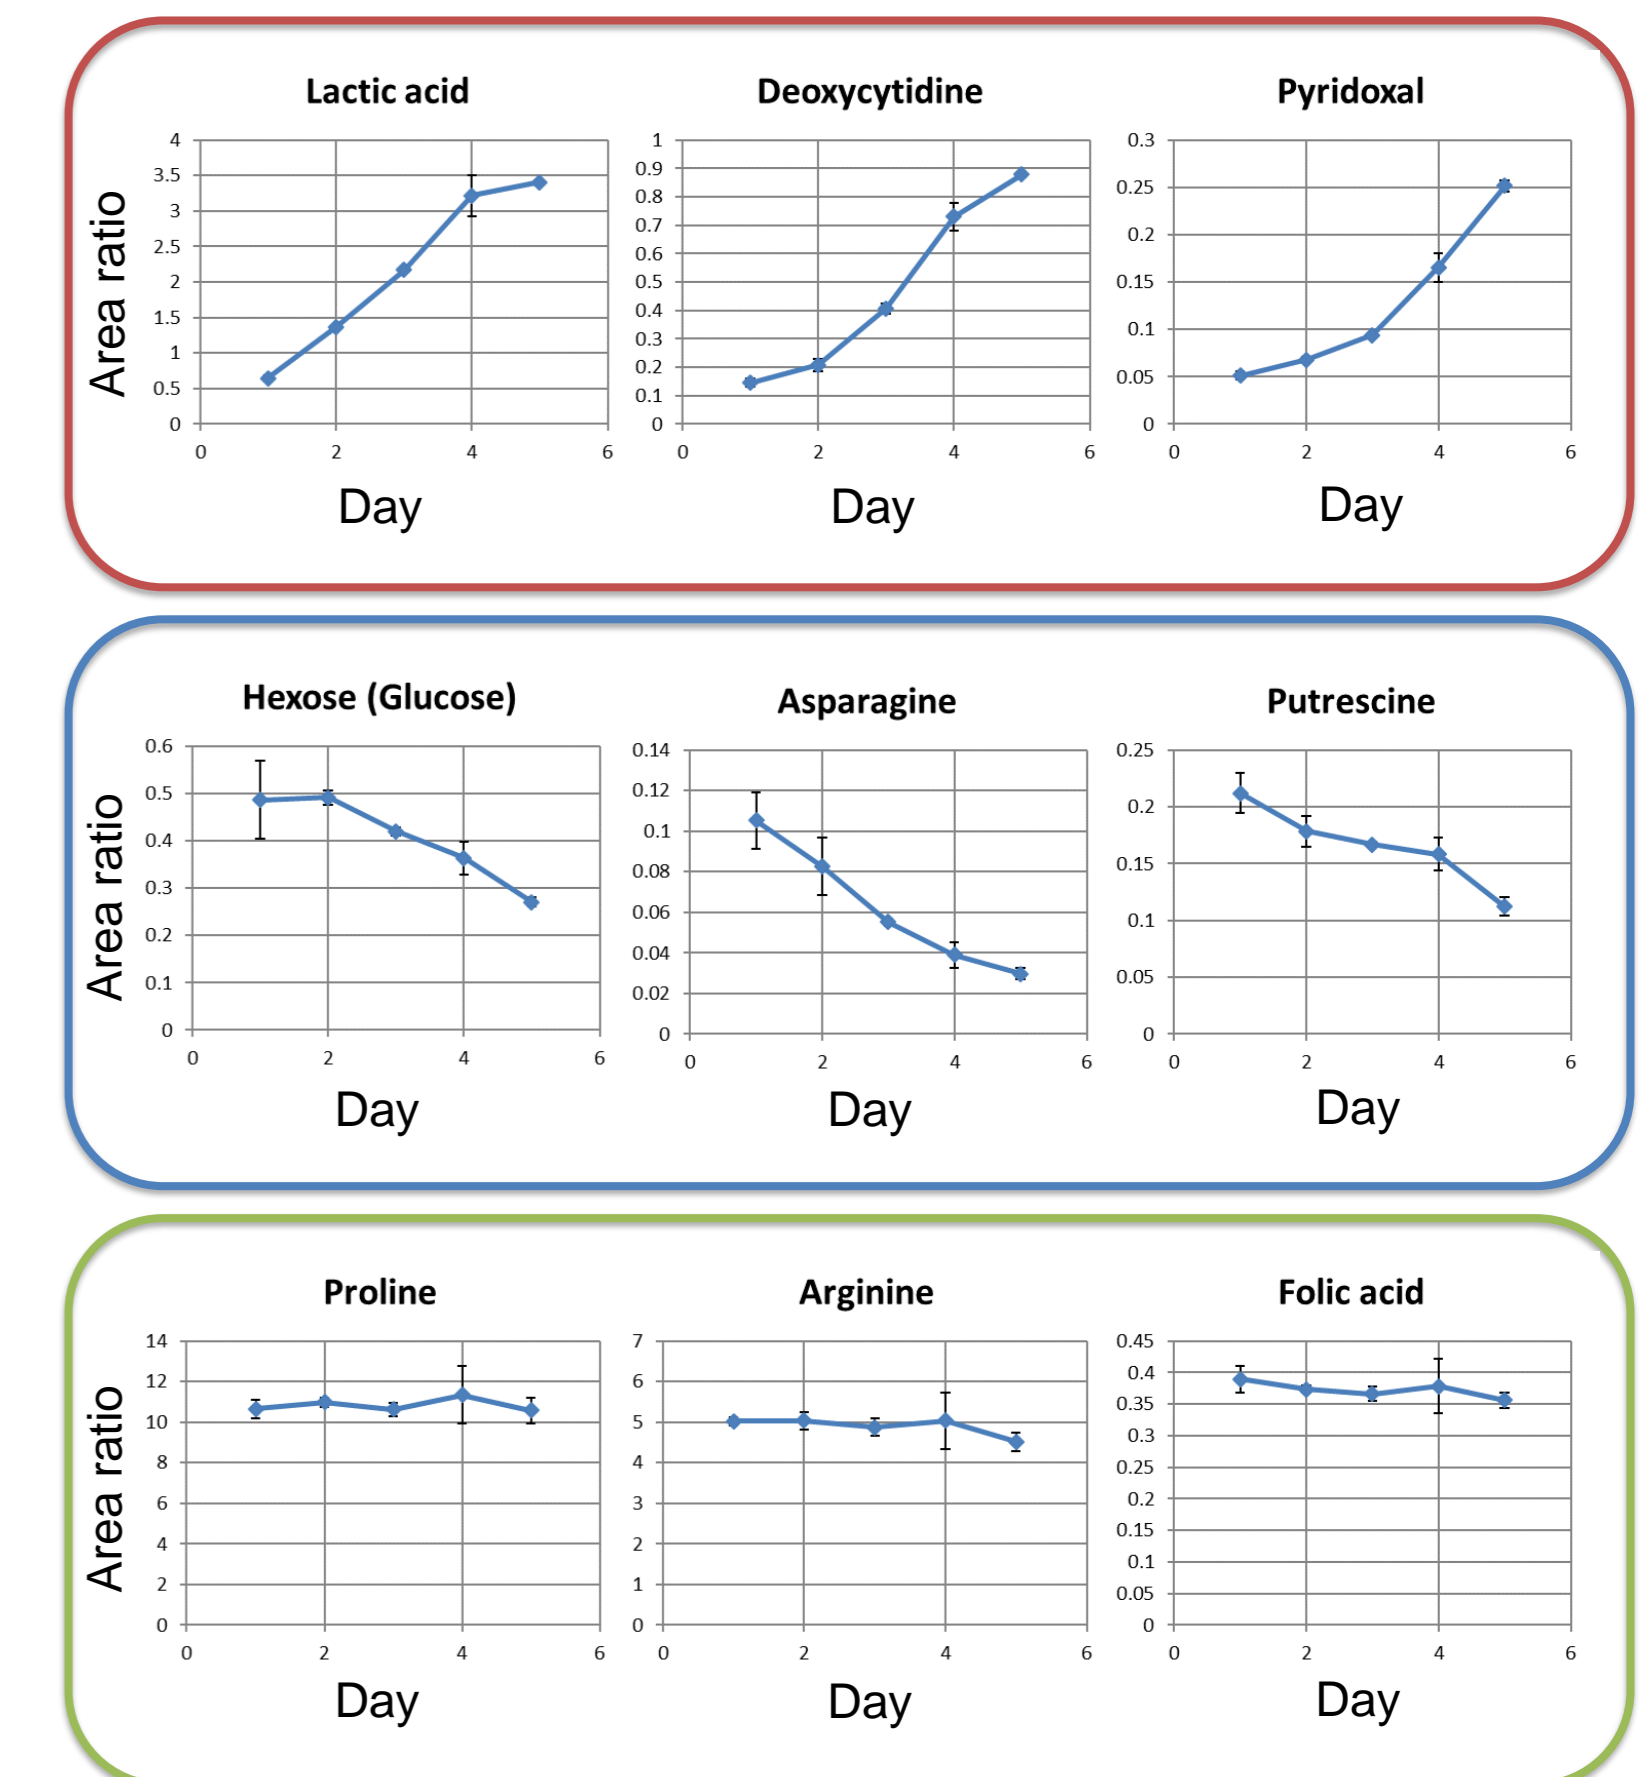 Lactic acid
Deoxycytidine
Pyridoxal
Area ratio
4
3.5
3
2.5
2
1.5
1
0.5
0
0 2 4 6
Day
1
0.9
0.8
0.7
0.6
0.5
0.4
0.3
0.2
0.1
0
0 2 4 6
Day
0.3
0.25
0.2
0.15
0.1
0.05
0
0 2 4 6
Day
Hexose (Glucose)
Asparagine
Putrescine
Area ratio
0.6
0.5
0.4
0.3
0.2
0.1
0
0 2 4 6
Day
0.14
0.12
0.1
0.08
0.06
0.04
0.02
0
0 2 4 6
Day
0.25
0.2
0.15
0.1
0.05
0
0 2 4 6
Day
Proline
Arginine
Folic acid
Area ratio
14
12
10
8
6
4
2
0
0 2 4 6
Day
7
6
5
4
3
2
1
0
0 2 4 6
Day
0.45
0.4
0.35
0.3
0.25
0.2
0.15
0.1
0.05
0
0 2 4 6
Day